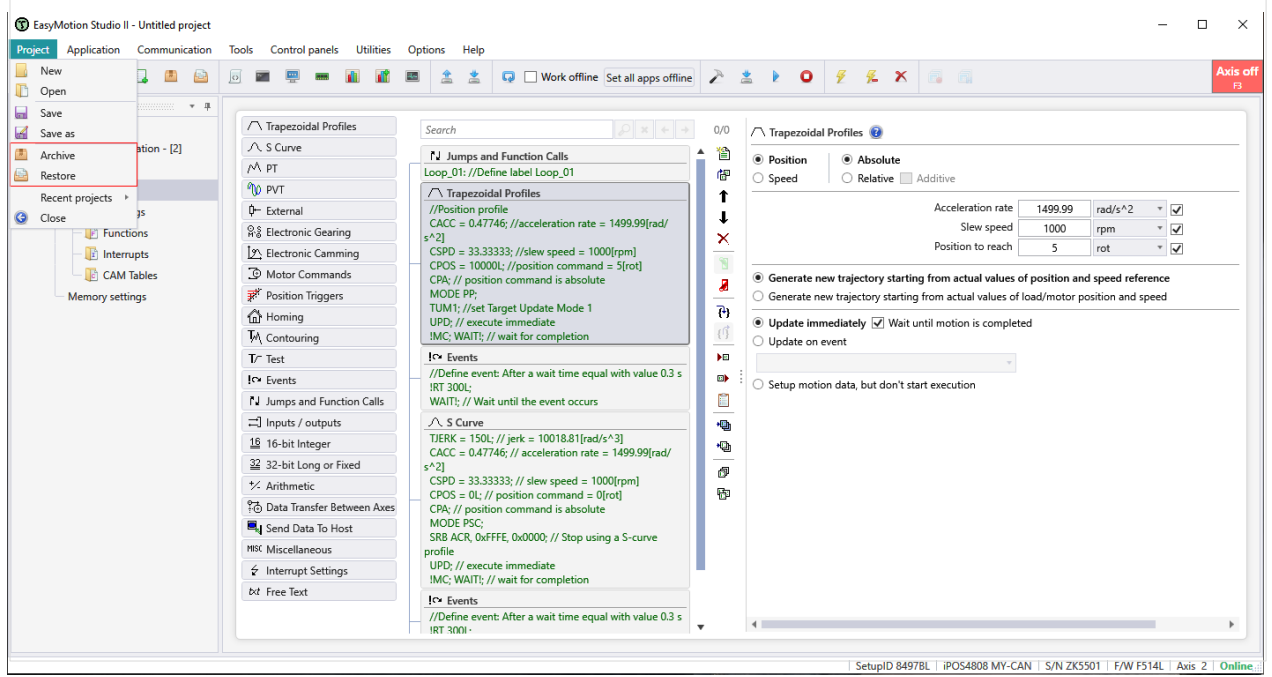 EasyMotion Studio II - Untitled project
Project Application Communication Tools Control panels Utilities Options Help
Work offline Set all apps offline
Axis off
F3
New
Open
Save
Save as
Archive
Restore
Recent projects
Close
ation - [2]
Functions
Interrupts
CAM Tables
Memory settings
Trapezoidal Profiles
S Curve
PT
PVT
External
Electronic Gearing
Electronic Camming
Motor Commands
Position Triggers
Homing
Contouring
Test
Events
Jumps and Function Calls
Inputs / outputs
16 16-bit Integer
32 32-bit Long or Fixed
Arithmetic
Data Transfer Between Axes
Send Data To Host
MISC Miscellaneous
Interrupt Settings
txt Free Text
Search
0/0
Jumps and Function Calls
Loop_01: //Define label Loop_01
Trapezoidal Profiles
//Position profile
CACC = 0.47746; //acceleration rate = 1499.99[rad/
s^2]
CSPD = 33.33333; //slew speed = 1000[rpm]
CPOS = 10000L; //position command = 5[rot]
CPA; // position command is absolute
MODE PP;
TUM1; //set Target Update Mode 1
UPD; // execute immediate
!MC; WAIT!; // wait for completion
Events
//Define event: After a wait time equal with value 0.3 s
!RT 300L;
WAIT!; // Wait until the event occurs
S Curve
TJERK = 150L; // jerk = 10018.81[rad/s^3]
CACC = 0.47746; // acceleration rate = 1499.99[rad/
s^2]
CSPD = 33.33333; // slew speed = 1000[rpm]
CPOS = 0L; // position command = 0[rot]
CPA; // position command is absolute
MODE PSC;
SRB ACR, 0xFFFE, 0x0000; // Stop using a S-curve
profile
UPD; // execute immediate
!MC; WAIT!; // wait for completion
Events
//Define event: After a wait time equal with value 0.3 s
!RT 300L;
Trapezoidal Profiles
Position Absolute
Speed Relative Additive
Acceleration rate 1499.99 rad/s^2
Slew speed 1000 rpm
Position to reach 5 rot
Generate new trajectory starting from actual values of position and speed reference
Generate new trajectory starting from actual values of load/motor position and speed
Update immediately Wait until motion is completed
Update on event
Setup motion data, but don't start execution
SetupID 8497BL iPOS4808 MY-CAN S/N ZK5501 F/W F514L Axis 2 Online